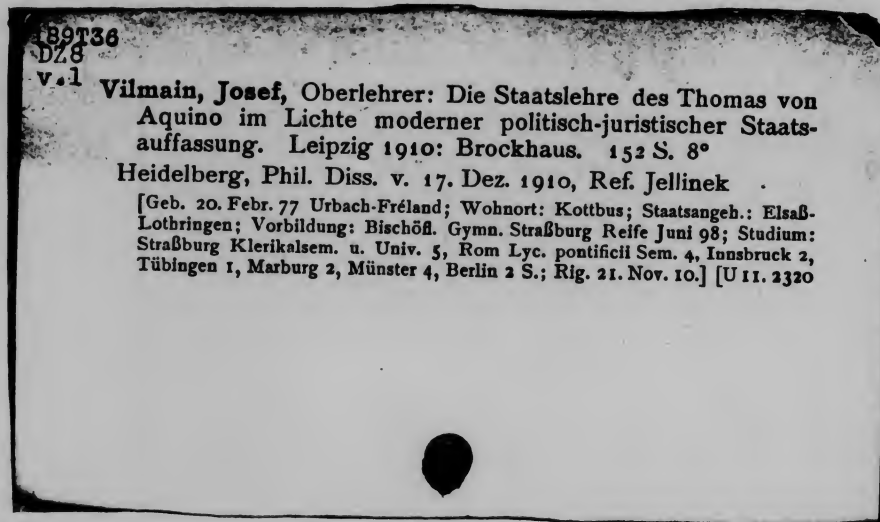 189T36
DZ8
v.1
Vilmain, Josef, Oberlehrer: Die Staatslehre des Thomas von
Aquino im Lichte moderner politisch-juristischer Staats-
auffassung. Leipzig 1910: Brockhaus. 152 S. 8°
Heidelberg, Phil. Diss. v. 17. Dez. 1910, Ref. Jellinek
[Geb. 20. Febr. 77 Urbach-Fréland; Wohnort: Kottbus; Staatsangeh.: Elsaß-
Lothringen; Vorbildung: Bischöfl. Gymn. Straßburg Reife Juni 98; Studium:
Straßburg Klerikalsem. u. Univ. 5, Rom Lyc. pontificii Sem. 4, Innsbruck 2,
Tübingen 1, Marburg 2, Münster 4, Berlin 2 S.; Rig. 21. Nov. 10.] [U 11. 2320